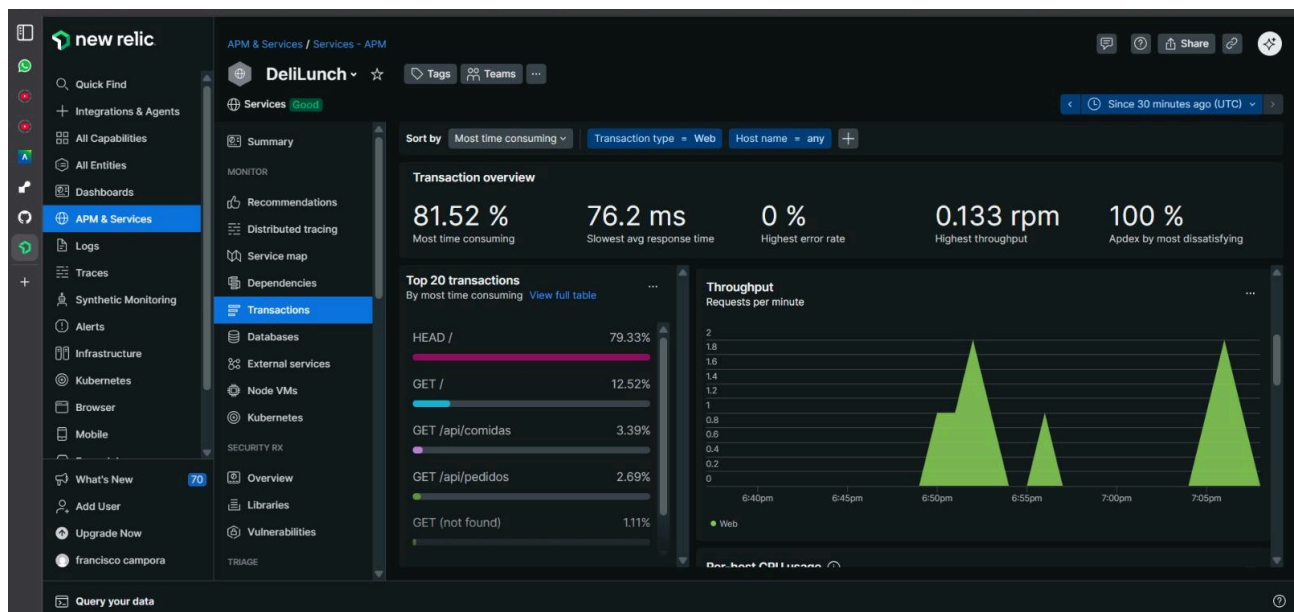 new relic
Quick Find
Integrations & Agents
All Capabilities
All Entities
Dashboards
APM & Services
Logs
Traces
Synthetic Monitoring
Alerts
Infrastructure
Kubernetes
Browser
Mobile
What's New 70
Add User
Upgrade Now
francisco campora
Query your data
APM & Services / Services - APM
DeliLunch
Tags Teams ...
Share
Services Good
Since 30 minutes ago (UTC)
Summary
MONITOR
Recommendations
Distributed tracing
Service map
Dependencies
Transactions
Databases
External services
Node VMs
Kubernetes
SECURITY RX
Overview
Libraries
Vulnerabilities
TRIAGE
Sort by Most time consuming Transaction type = Web Host name = any
Transaction overview
81.52 % 76.2 ms 0 % 0.133 rpm 100 %
Most time consuming Slowest avg response time Highest error rate Highest throughput Apdex by most dissatisfying
Top 20 transactions ...
By most time consuming View full table
HEAD / 79.33%
GET / 12.52%
GET /api/comidas 3.39%
GET /api/pedidos 2.69%
GET (not found) 1.11%
Throughput ...
Requests per minute
2
1.8
1.6
1.4
1.2
1
0.8
0.6
0.4
0.2
0
6:40pm 6:45pm 6:50pm 6:55pm 7:00pm 7:05pm
Web
Per-host CPU usage